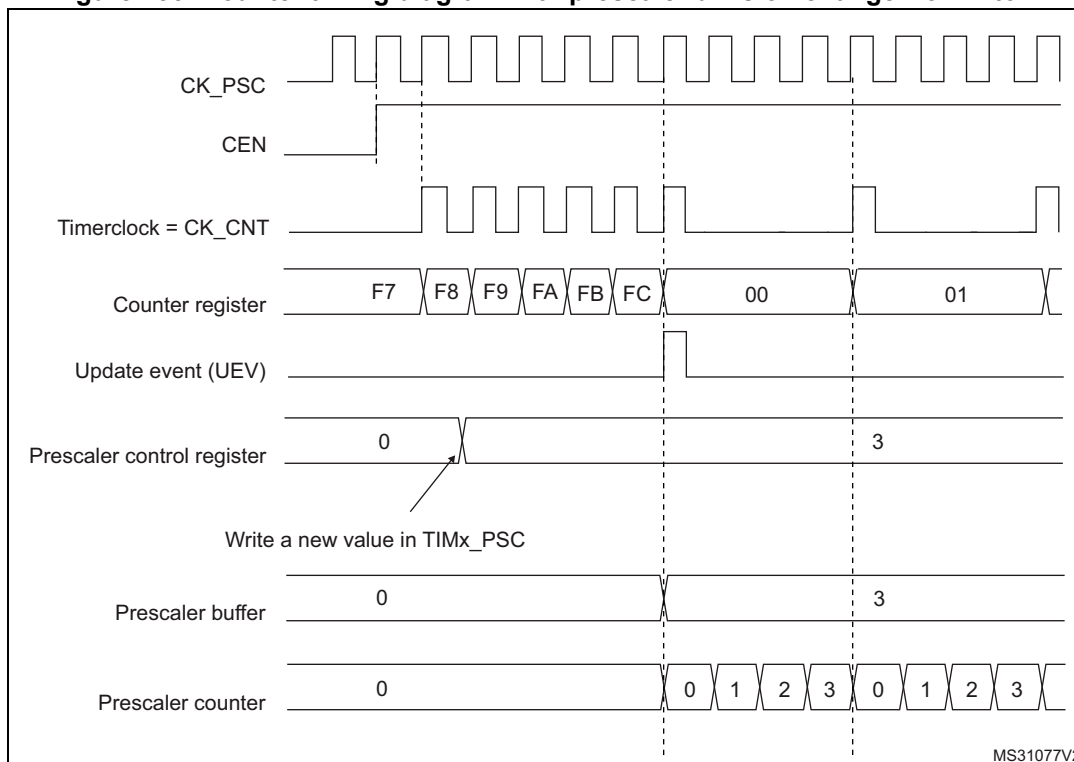 CK_PSC
CEN
Timerclock = CK_CNT
Counter register F7 F8 F9 FA FB FC 00 01
Update event (UEV)
Prescaler control register 0 3
Write a new value in TIMx_PSC
Prescaler buffer 0 3
Prescaler counter 0 0 1 2 3 0 1 2 3